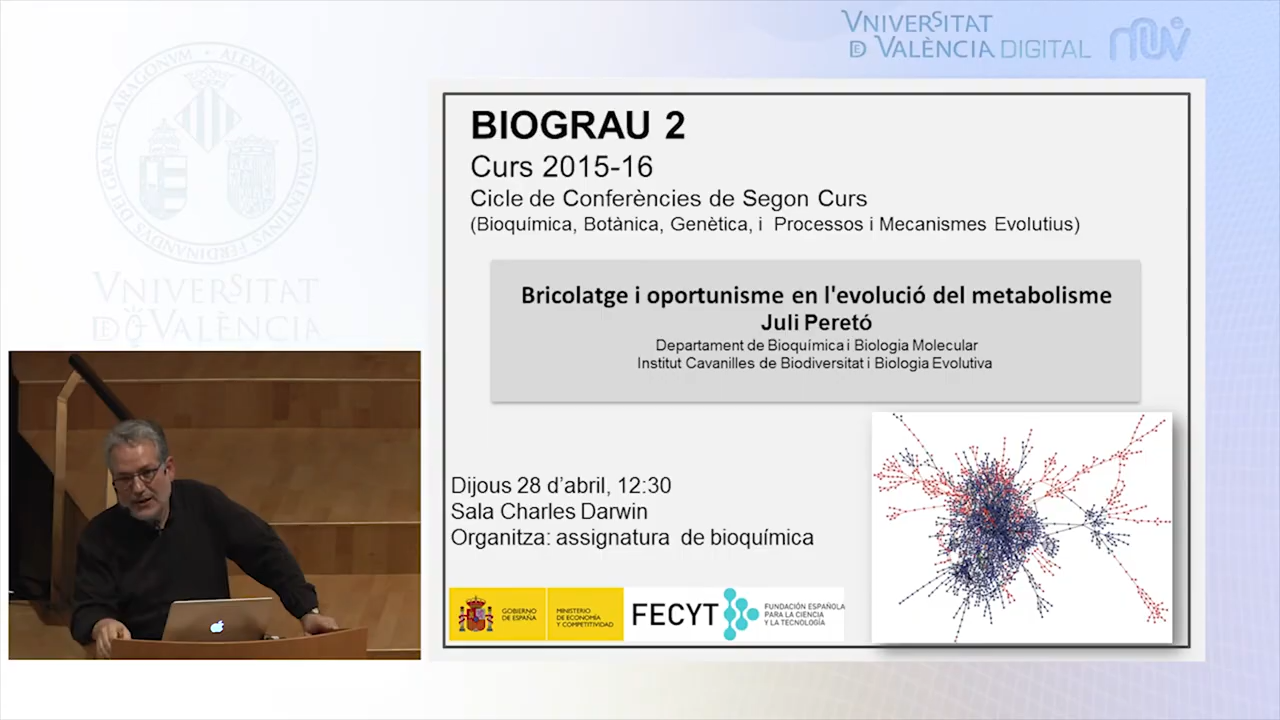 VNIVERSITAT
DE VALÈNCIA DIGITAL
BIOGRAU 2
Curs 2015-16
Cicle de Conferències de Segon Curs
(Bioquímica, Botànica, Genètica, i Processos i Mecanismes Evolutius)
VNIVERSITAT
DE VALÈNCIA
Bricolatge i oportunisme en l'evolució del metabolisme
Juli Peretó
Departament de Bioquímica i Biologia Molecular
Institut Cavanilles de Biodiversitat i Biologia Evolutiva
Dijous 28 d’abril, 12:30
Sala Charles Darwin
Organitza: assignatura de bioquímica
GOBIERNO
DE ESPAÑA
MINISTERIO
DE ECONOMÍA
Y COMPETITIVIDAD
FECYT
FUNDACIÓN ESPAÑOLA
PARA LA CIENCIA
Y LA TECNOLOGÍA